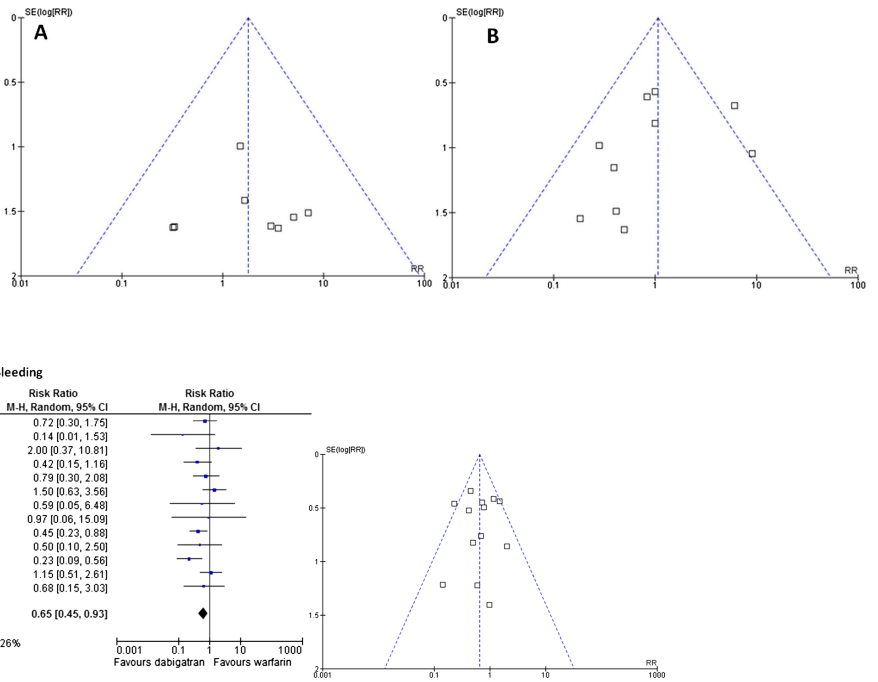 SE(log[RR])
A
0
0.5
1
1.5
2
0.01
0.1
1
10
100
RR
SE(log[RR])
B
0
0.5
1
1.5
2
0.01
0.1
1
10
100
RR
leeding
Risk Ratio Risk Ratio
M-H, Random, 95% CI M-H, Random, 95% CI
0.72 [0.30, 1.75]
0.14 [0.01, 1.53]
2.00 [0.37, 10.81]
0.42 [0.15, 1.16]
0.79 [0.30, 2.08]
1.50 [0.63, 3.56]
0.59 [0.05, 6.48]
0.97 [0.06, 15.09]
0.45 [0.23, 0.88]
0.50 [0.10, 2.50]
0.23 [0.09, 0.56]
1.15 [0.51, 2.61]
0.68 [0.15, 3.03]
0.65 [0.45, 0.93]
26%
0.001 0.1 1 10 1000
Favours dabigatran Favours warfarin
SE(log[RR])
0
0.5
1
1.5
2
0.001
0.1
1
10
1000
RR